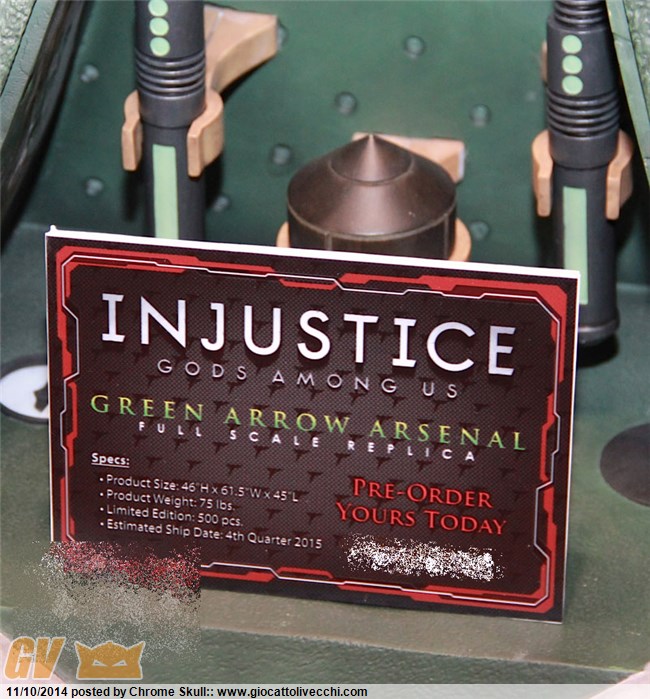 INJUSTICE
GODS AMONG US
GREEN ARROW ARSENAL
FULL SCALE REPLICA
Specs:
• Product Size: 46"H x 61.5"W x 45"L
• Product Weight: 75 lbs.
• Limited Edition: 500 pcs.
• Estimated Ship Date: 4th Quarter 2015
PRE-ORDER
YOURS TODAY
GV
11/10/2014 posted by Chrome Skull:: www.giocattolivecchi.com